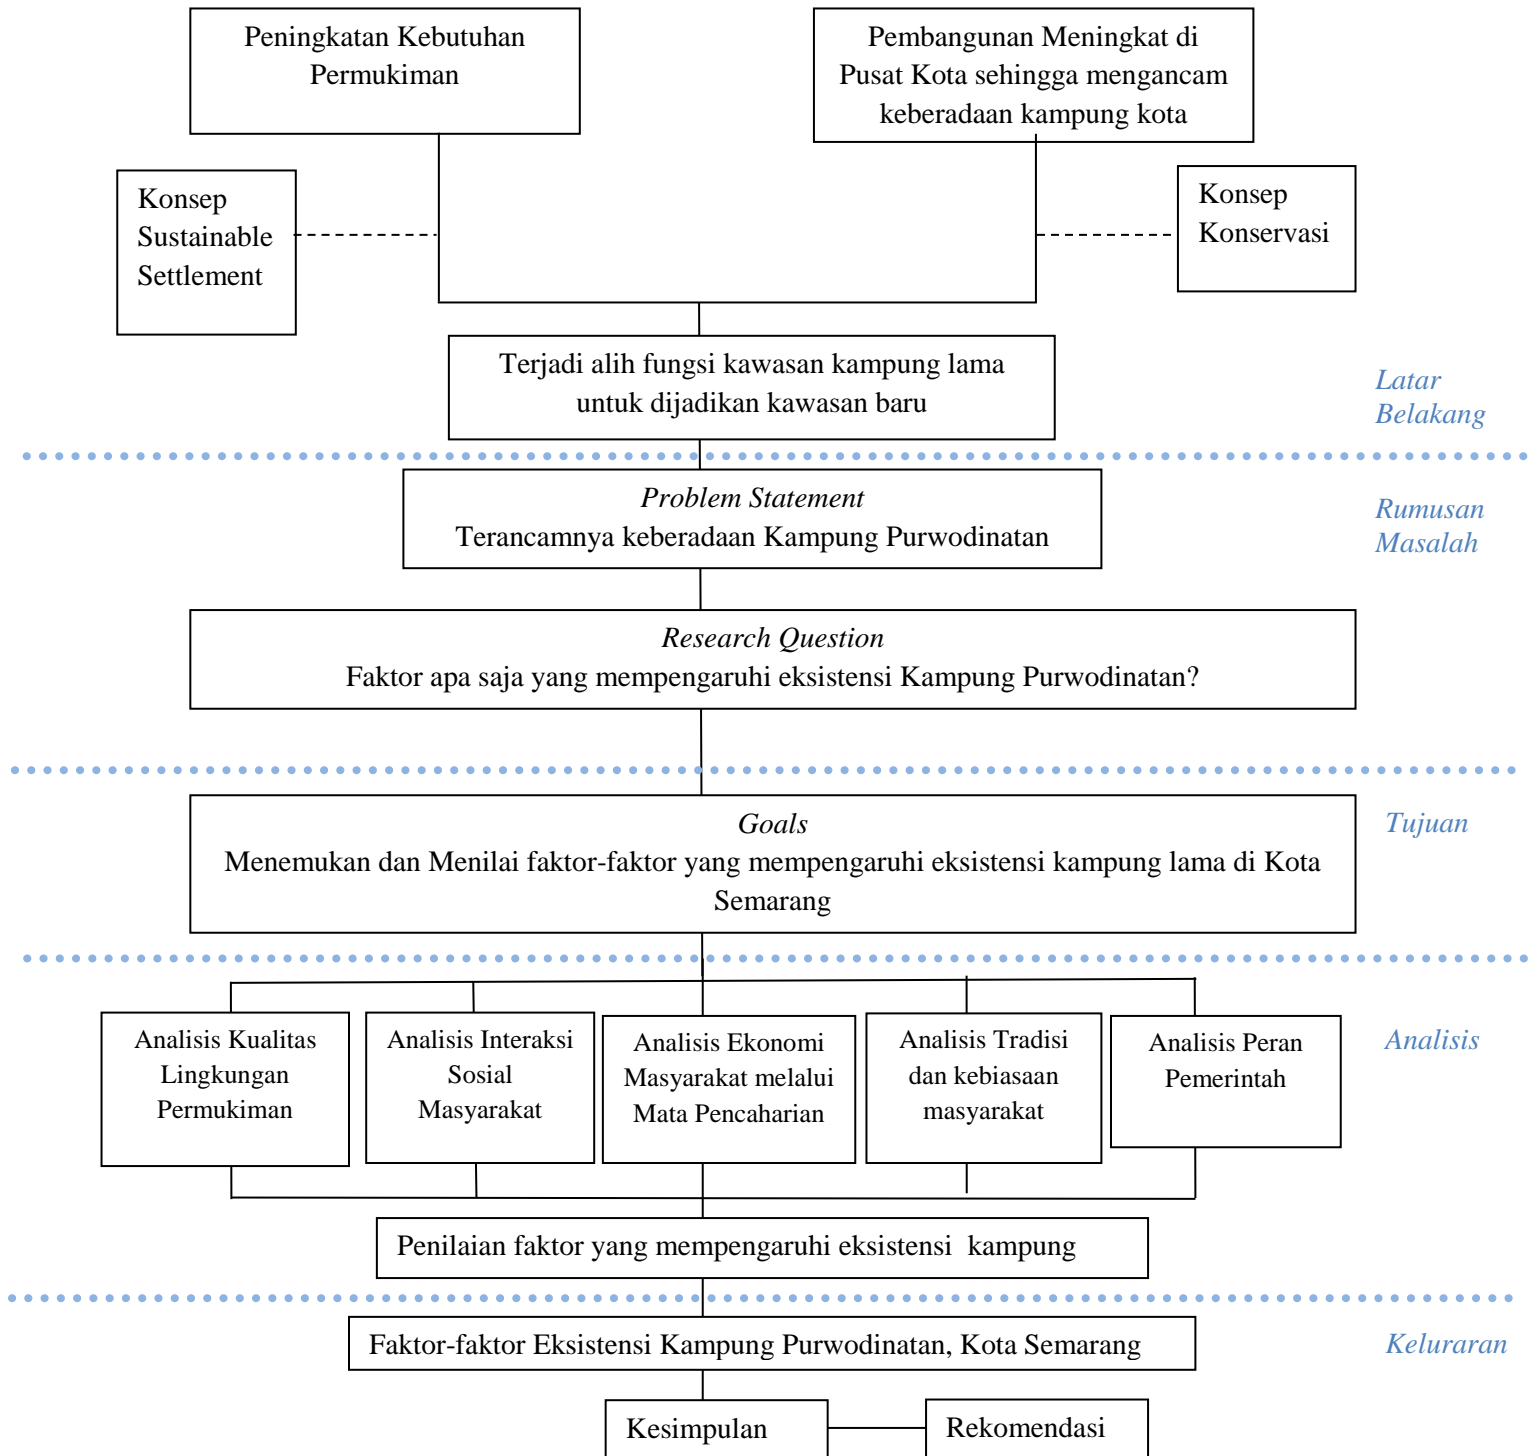 Peningkatan Kebutuhan
Permukiman
Pembangunan Meningkat di
Pusat Kota sehingga mengancam
keberadaan kampung kota
Konsep
Sustainable
Settlement
Konsep
Konservasi
Terjadi alih fungsi kawasan kampung lama
untuk dijadikan kawasan baru
Latar
Belakang
Problem Statement
Terancamnya keberadaan Kampung Purwodinatan
Rumusan
Masalah
Research Question
Faktor apa saja yang mempengaruhi eksistensi Kampung Purwodinatan?
Goals
Menemukan dan Menilai faktor-faktor yang mempengaruhi eksistensi kampung lama di Kota
Semarang
Tujuan
Analisis Kualitas
Lingkungan
Permukiman
Analisis Interaksi
Sosial
Masyarakat
Analisis Ekonomi
Masyarakat melalui
Mata Pencaharian
Analisis Tradisi
dan kebiasaan
masyarakat
Analisis Peran
Pemerintah
Analisis
Penilaian faktor yang mempengaruhi eksistensi  kampung
Faktor-faktor Eksistensi Kampung Purwodinatan, Kota Semarang
Keluraran
Kesimpulan
Rekomendasi